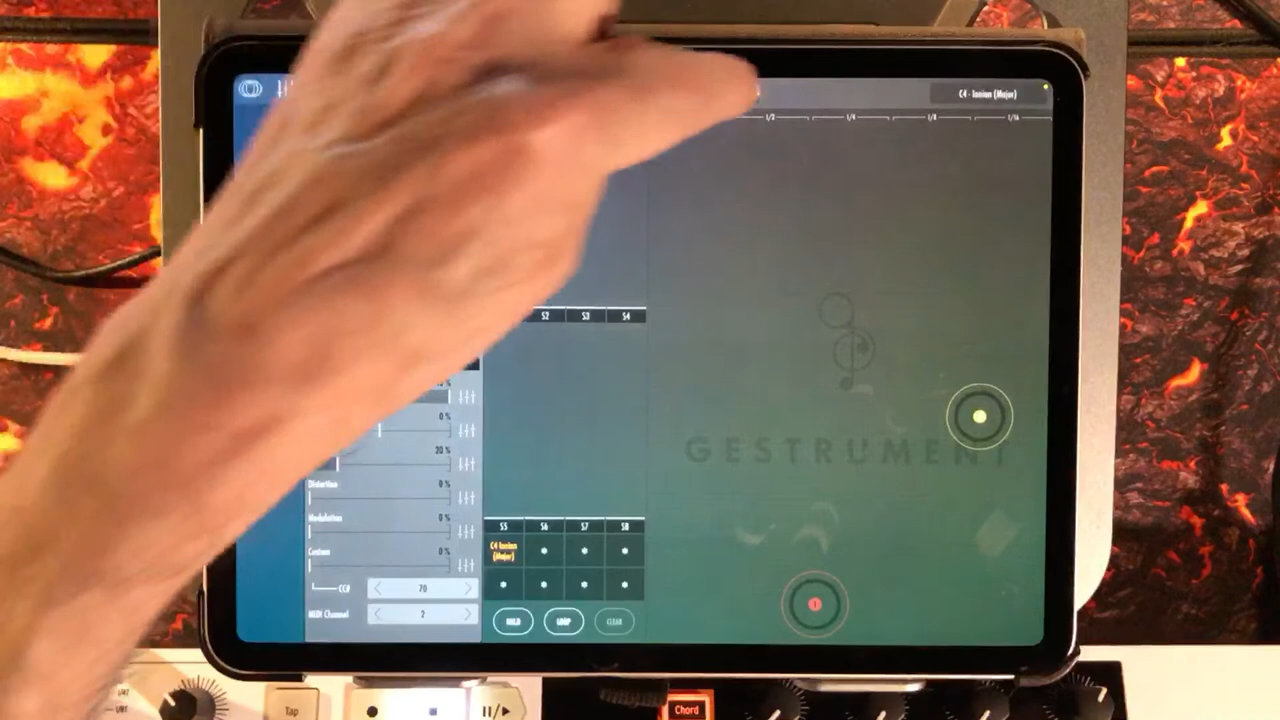 C4 - Ionian (Major)
1/2 1/4 1/8 1/16
S2 S3 S4
0 %
20 %
GESTRUMENT
Distortion 0 %
Modulation 0 %
Custom 0 %
CC# 70
MIDI Channel 2
S5 S6 S7 S8
C4 Ionian
(Major)
HOLD LOOP CLEAR
Tap
Chord